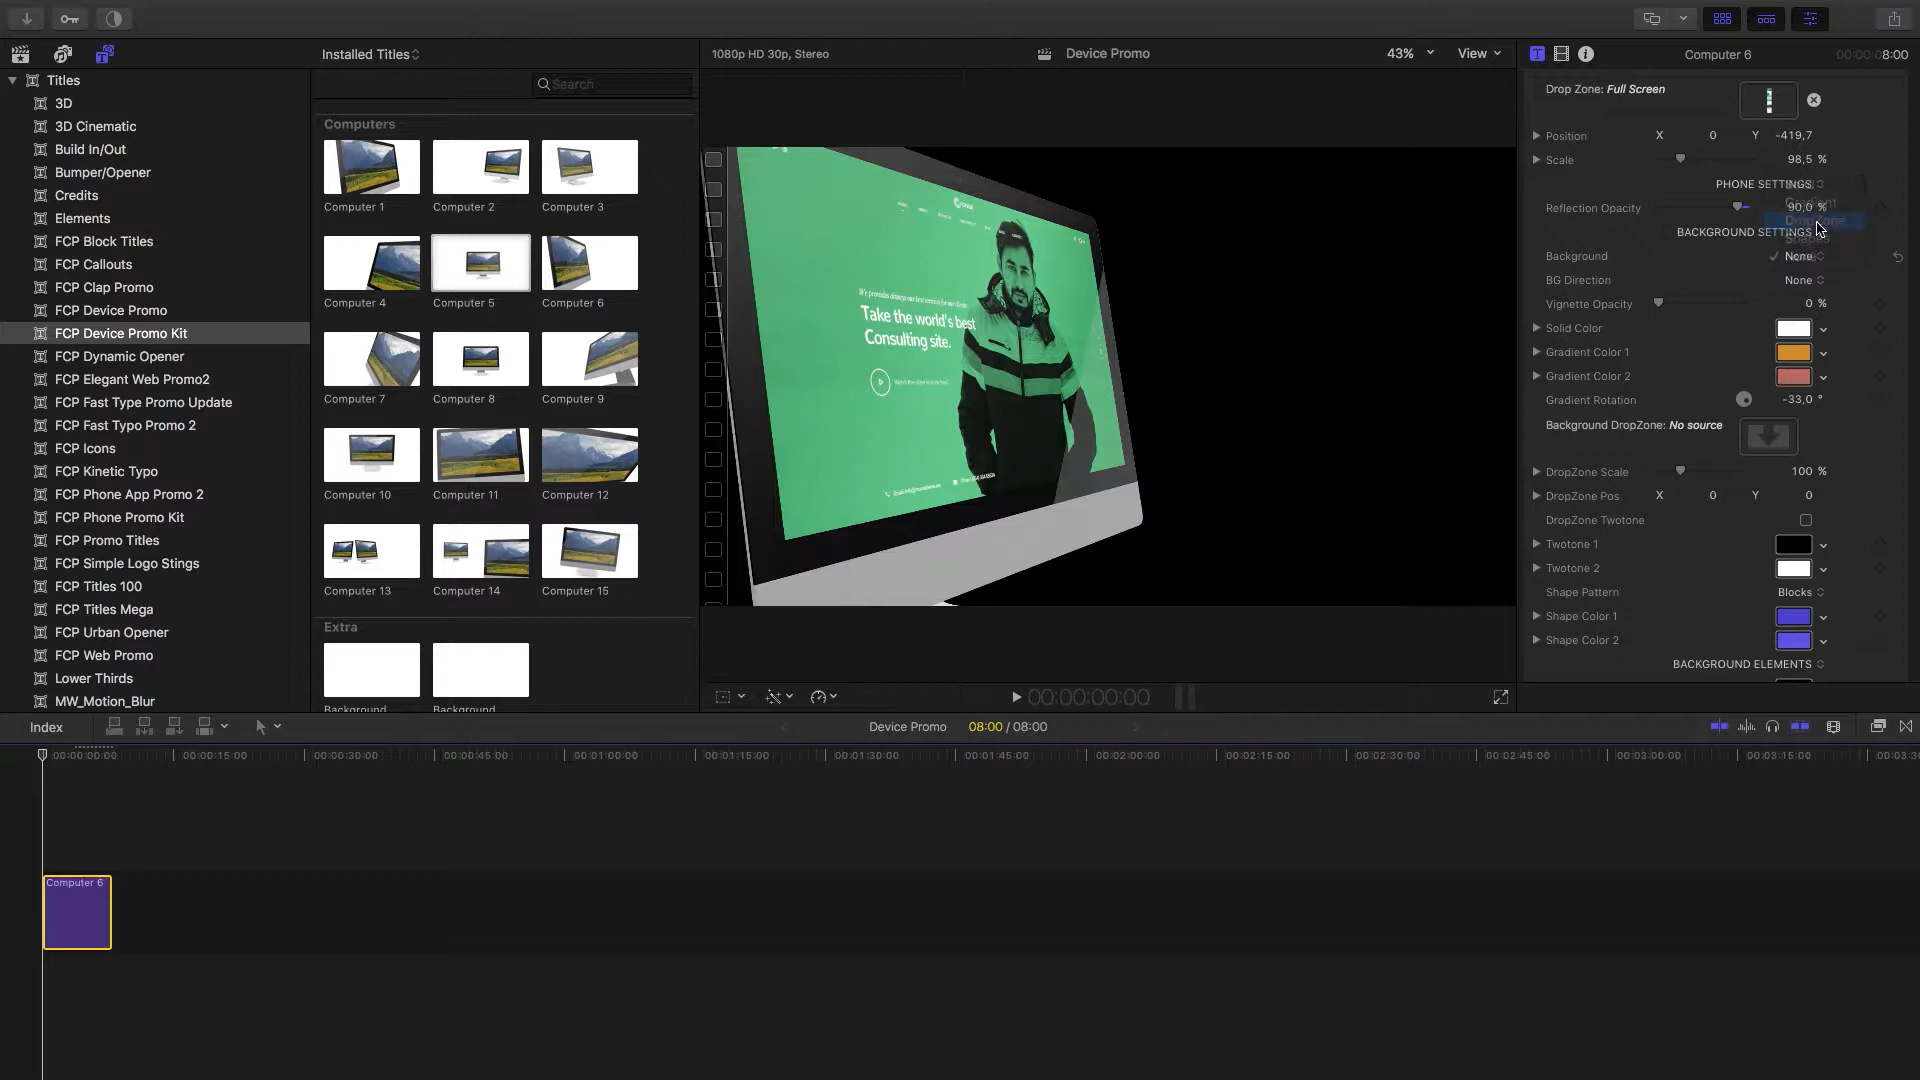 Installed Titles
1080p HD 30p, Stereo
Device Promo
43%
View
Computer 6
8:00
Titles
3D
3D Cinematic
Build In/Out
Bumper/Opener
Credits
Elements
FCP Block Titles
FCP Callouts
FCP Clap Promo
FCP Device Promo
FCP Device Promo Kit
FCP Dynamic Opener
FCP Elegant Web Promo2
FCP Fast Type Promo Update
FCP Fast Typo Promo 2
FCP Icons
FCP Kinetic Typo
FCP Phone App Promo 2
FCP Phone Promo Kit
FCP Promo Titles
FCP Simple Logo Stings
FCP Titles 100
FCP Titles Mega
FCP Urban Opener
FCP Web Promo
Lower Thirds
MW_Motion_Blur
Search
Computers
Computer 1
Computer 2
Computer 3
Computer 4
Computer 5
Computer 6
Computer 7
Computer 8
Computer 9
Computer 10
Computer 11
Computer 12
Computer 13
Computer 14
Computer 15
Extra
Background
Background
We provides always our best services for our clients
Take the world's best
Consulting site.
00:00:00:00
Drop Zone: Full Screen
Position X 0 Y -419,7
Scale 98,5 %
PHONE SETTINGS
Gradient
Reflection Opacity 90,0 %
DropZone
BACKGROUND SETTINGS
Shapes
Background None
BG Direction None
Vignette Opacity 0 %
Solid Color
Gradient Color 1
Gradient Color 2
Gradient Rotation -33,0 °
Background DropZone: No source
DropZone Scale 100 %
DropZone Pos X 0 Y 0
DropZone Twotone
Twotone 1
Twotone 2
Shape Pattern Blocks
Shape Color 1
Shape Color 2
BACKGROUND ELEMENTS
Index
Device Promo
08:00 / 08:00
00:00:00:00
00:00:15:00
00:00:30:00
00:00:45:00
00:01:00:00
00:01:15:00
00:01:30:00
00:01:45:00
00:02:00:00
00:02:15:00
00:02:30:00
00:02:45:00
00:03:00:00
00:03:15:00
Computer 6